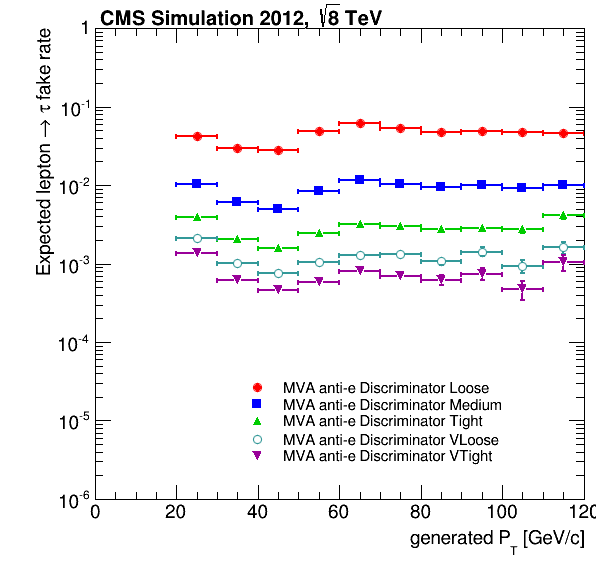 CMS Simulation 2012, √8 TeV
Expected lepton → τ fake rate
1
10⁻¹
10⁻²
10⁻³
10⁻⁴
10⁻⁵
10⁻⁶
MVA anti-e Discriminator Loose
MVA anti-e Discriminator Medium
MVA anti-e Discriminator Tight
MVA anti-e Discriminator VLoose
MVA anti-e Discriminator VTight
0 20 40 60 80 100 120
generated P_T [GeV/c]